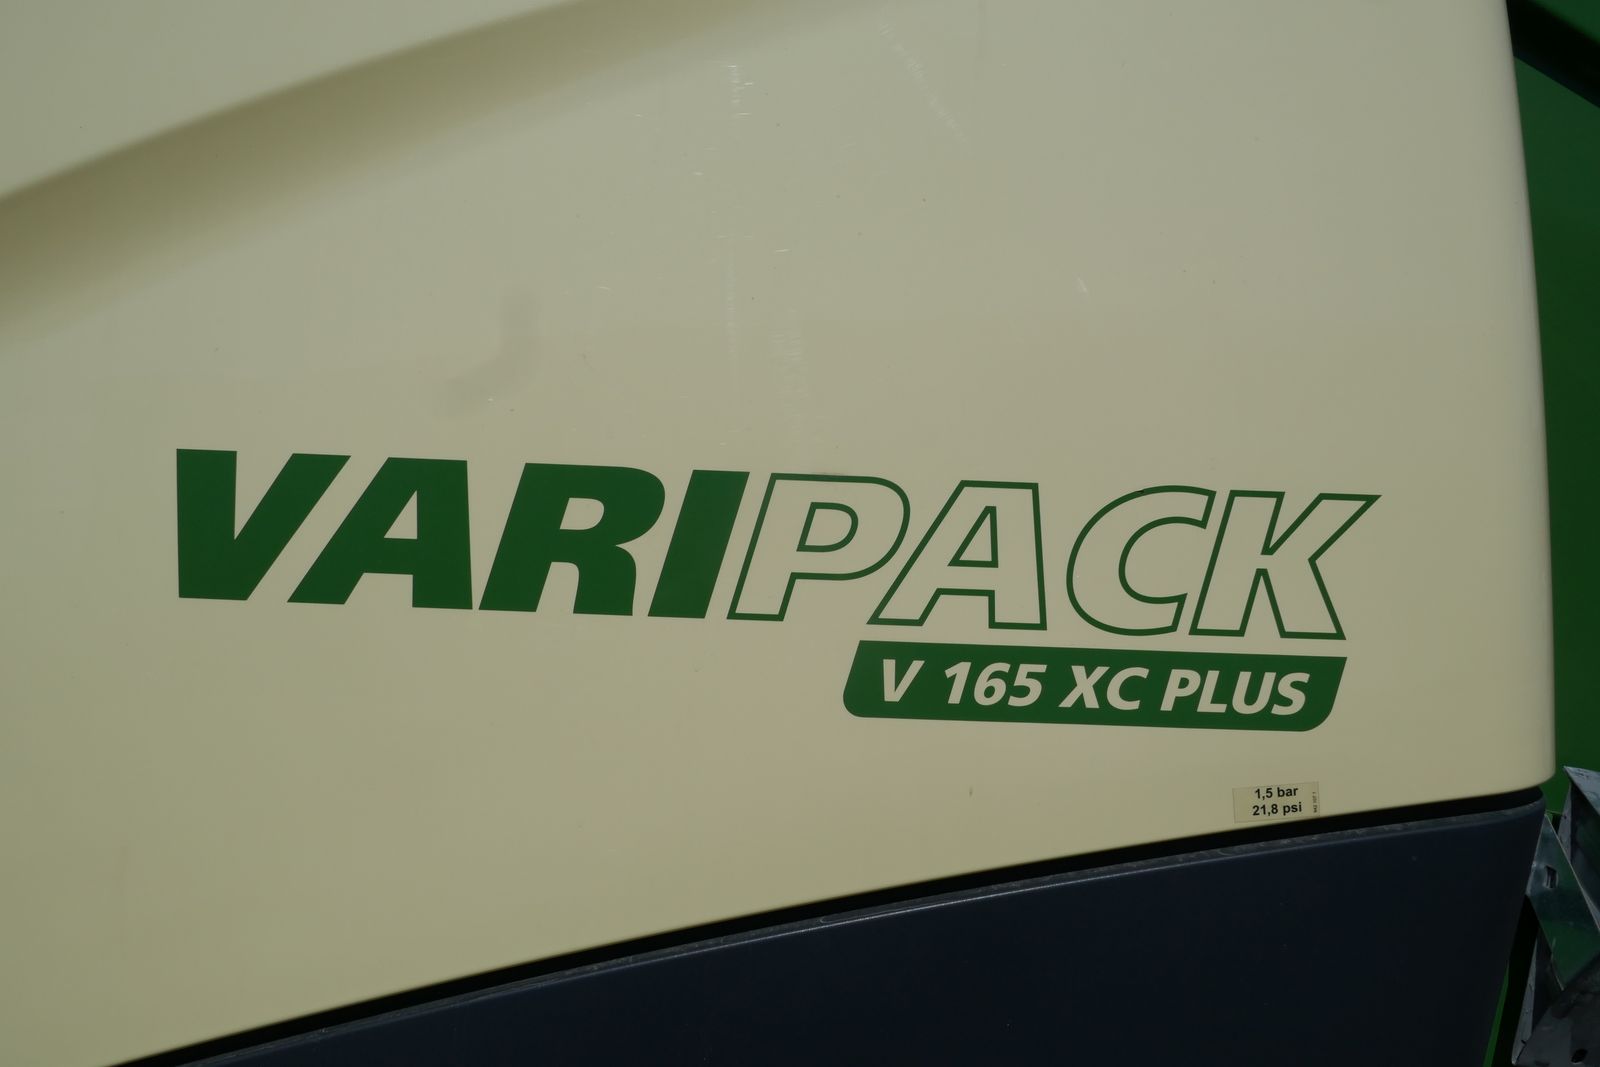 VARIPACK
V 165 XC PLUS
1,5 bar
21,8 psi